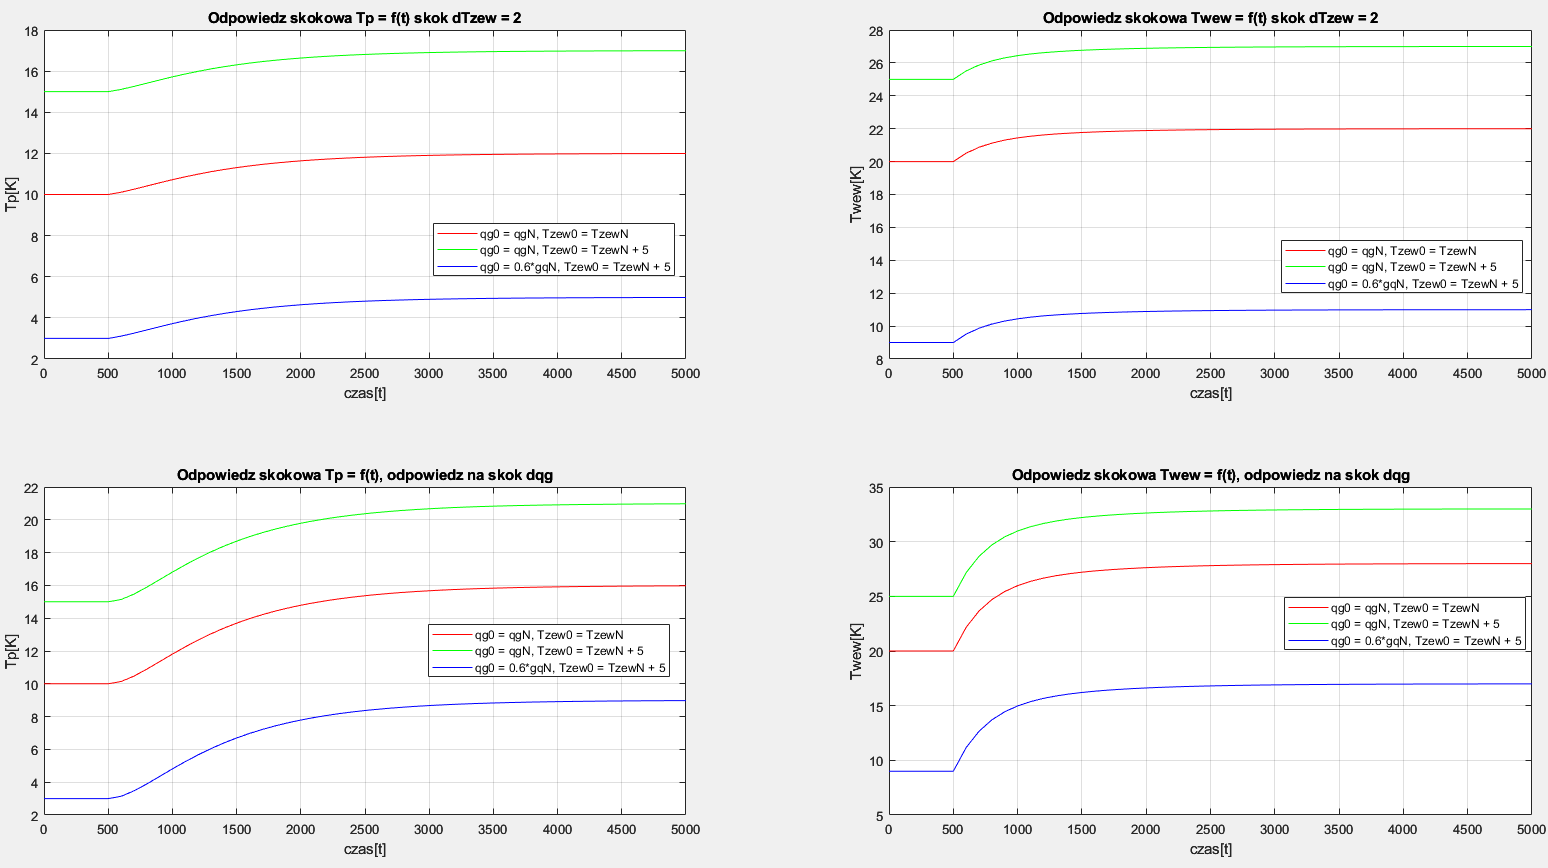 Odpowiedz skokowa Tp = f(t) skok dTzew = 2
Tp[K]
18
16
14
12
10
8
6
4
2
qg0 = qgN, Tzew0 = TzewN
qg0 = qgN, Tzew0 = TzewN + 5
qg0 = 0.6*gqN, Tzew0 = TzewN + 5
0 500 1000 1500 2000 2500 3000 3500 4000 4500 5000
czas[t]
Odpowiedz skokowa Twew = f(t) skok dTzew = 2
Twew[K]
28
26
24
22
20
18
16
14
12
10
8
qg0 = qgN, Tzew0 = TzewN
qg0 = qgN, Tzew0 = TzewN + 5
qg0 = 0.6*gqN, Tzew0 = TzewN + 5
0 500 1000 1500 2000 2500 3000 3500 4000 4500 5000
czas[t]
Odpowiedz skokowa Tp = f(t), odpowiedz na skok dqg
Tp[K]
22
20
18
16
14
12
10
8
6
4
2
qg0 = qgN, Tzew0 = TzewN
qg0 = qgN, Tzew0 = TzewN + 5
qg0 = 0.6*gqN, Tzew0 = TzewN + 5
0 500 1000 1500 2000 2500 3000 3500 4000 4500 5000
czas[t]
Odpowiedz skokowa Twew = f(t), odpowiedz na skok dqg
Twew[K]
35
30
25
20
15
10
5
qg0 = qgN, Tzew0 = TzewN
qg0 = qgN, Tzew0 = TzewN + 5
qg0 = 0.6*gqN, Tzew0 = TzewN + 5
0 500 1000 1500 2000 2500 3000 3500 4000 4500 5000
czas[t]